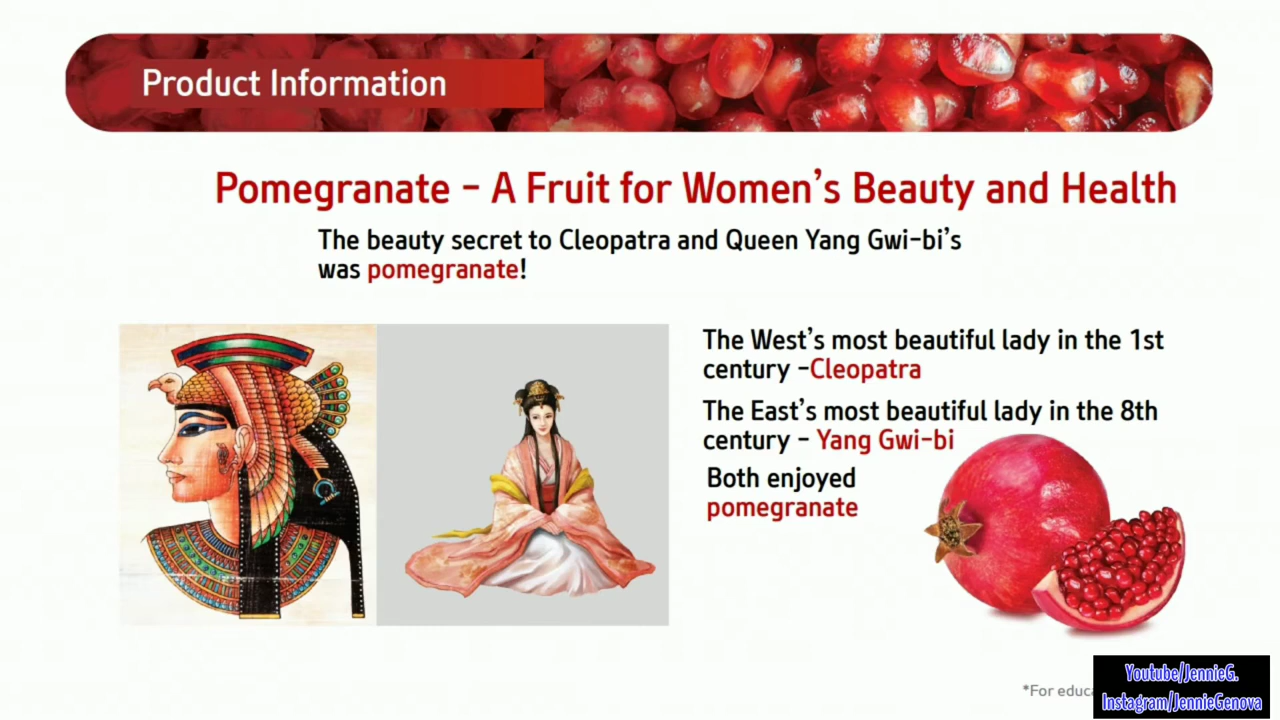 Product Information
Pomegranate - A Fruit for Women's Beauty and Health
The beauty secret to Cleopatra and Queen Yang Gwi-bi's
was pomegranate!
The West's most beautiful lady in the 1st
century -Cleopatra
The East's most beautiful lady in the 8th
century - Yang Gwi-bi
Both enjoyed
pomegranate
*For
Youtube/JennieG.
Instagram/JennieGenova